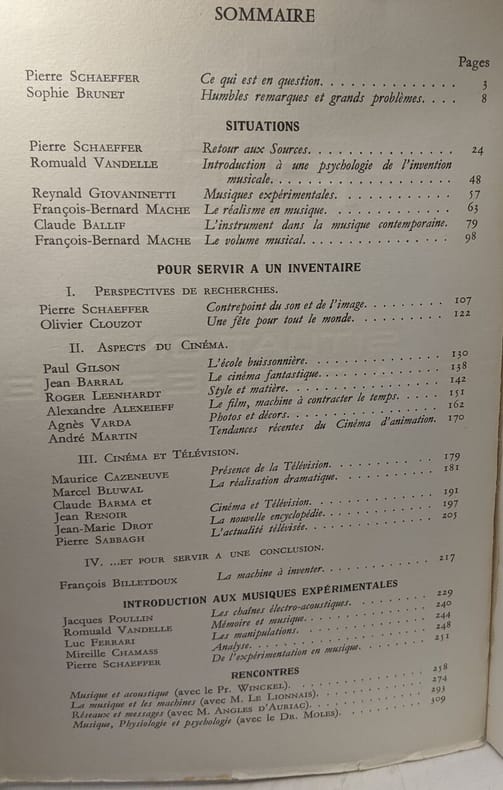 SOMMAIRE
Pages
Pierre SCHAEFFER Ce qui est en question. . . . . . . . . . . . . 3
Sophie BRUNET Humbles remarques et grands problèmes. . . . 8
SITUATIONS
Pierre SCHAEFFER Retour aux Sources. . . . . . . . . . . . . . 24
Romuald VANDELLE Introduction à une psychologie de l'invention
musicale. . . . . . . . . . . . . . . . . . 48
Reynald GIOVANINETTI Musiques expérimentales. . . . . . . . . . . 57
François-Bernard MACHE Le réalisme en musique. . . . . . . . . . . . 63
Claude BALLIF L'instrument dans la musique contemporaine. 79
François-Bernard MACHE Le volume musical. . . . . . . . . . . . . . 98
POUR SERVIR A UN INVENTAIRE
I. PERSPECTIVES DE RECHERCHES.
Pierre SCHAEFFER Contrepoint du son et de l'image. . . . . . . . 107
Olivier CLOUZOT Une fête pour tout le monde. . . . . . . . . . 122
II. ASPECTS DU CINÉMA.
Paul GILSON L'école buissonnière. . . . . . . . . . . . . 130
Jean BARRAL Le cinéma fantastique. . . . . . . . . . . . 138
ROGER LEENHARDT Style et matière. . . . . . . . . . . . . . 142
Alexandre ALEXEIEFF Le film, machine à contracter le temps. . . . . 151
Agnès VARDA Photos et décors. . . . . . . . . . . . . . 162
André MARTIN Tendances récentes du Cinéma d'animation. 170
III. CINÉMA ET TÉLÉVISION.
Maurice CAZENEUVE Présence de la Télévision. . . . . . . . . . . 179
Marcel BLUWAL La réalisation dramatique. . . . . . . . . . . 181
Claude BARMA et
Jean RENOIR Cinéma et Télévision. . . . . . . . . . . . . 191
Jean-Marie DROT La nouvelle encyclopédie. . . . . . . . . . . 197
Pierre SABBAGH L'actualité télévisée. . . . . . . . . . . . . 205
IV. ...ET POUR SERVIR A UNE CONCLUSION.
François BILLETDOUX La machine à inventer. . . . . . . . . . . . 217
INTRODUCTION AUX MUSIQUES EXPÉRIMENTALES
Jacques POULLIN Les chaînes électro-acoustiques. . . . . . . . . 229
Romuald VANDELLE Mémoire et musique. . . . . . . . . . . . . 240
Luc FERRARI Les manipulations. . . . . . . . . . . . . . 244
Mireille CHAMASS Analyse. . . . . . . . . . . . . . . . . . 248
Pierre SCHAEFFER De l'expérimentation en musique. . . . . . . . 251
RENCONTRES
Musique et acoustique (avec le Pr. WINCKEL). . . . . . . . . . . . . 258
La musique et les machines (avec M. LE LIONNAIS). . . . . . . . . . 274
Réseaux et messages (avec M. ANGLES D'AURIAC). . . . . . . . . . . 293
Musique, Physiologie et psychologie (avec le DR. MOLES). . . . . . . . 309